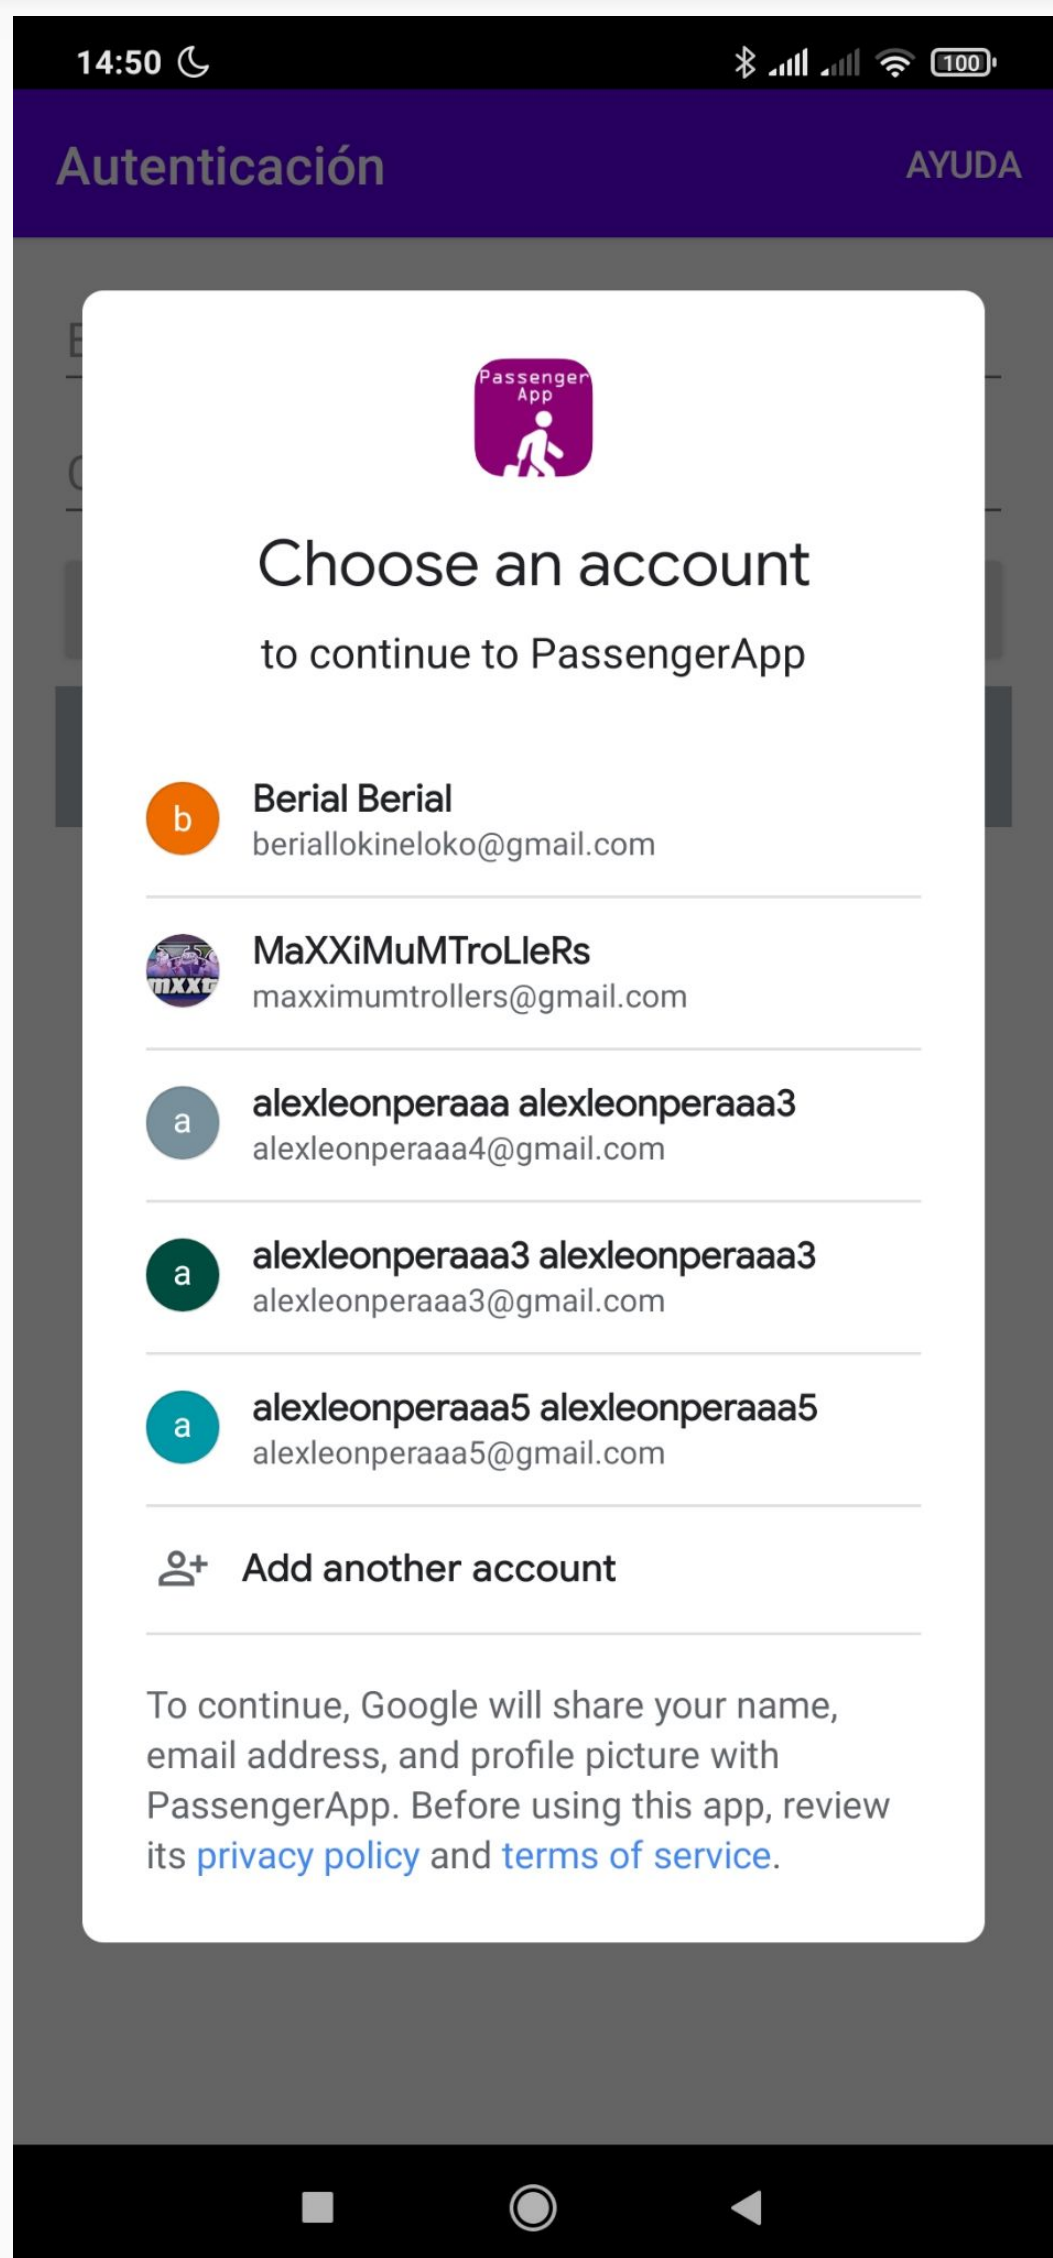 14:50
100
Autenticación
AYUDA
Passenger
App
Choose an account
to continue to PassengerApp
b
Berial Berial
beriallokineloko@gmail.com
mxxt
MaXXiMuMTroLleRs
maxximumtrollers@gmail.com
a
alexleonperaaa alexleonperaaa3
alexleonperaaa4@gmail.com
a
alexleonperaaa3 alexleonperaaa3
alexleonperaaa3@gmail.com
a
alexleonperaaa5 alexleonperaaa5
alexleonperaaa5@gmail.com
Add another account
To continue, Google will share your name,
email address, and profile picture with
PassengerApp. Before using this app, review
its privacy policy and terms of service.